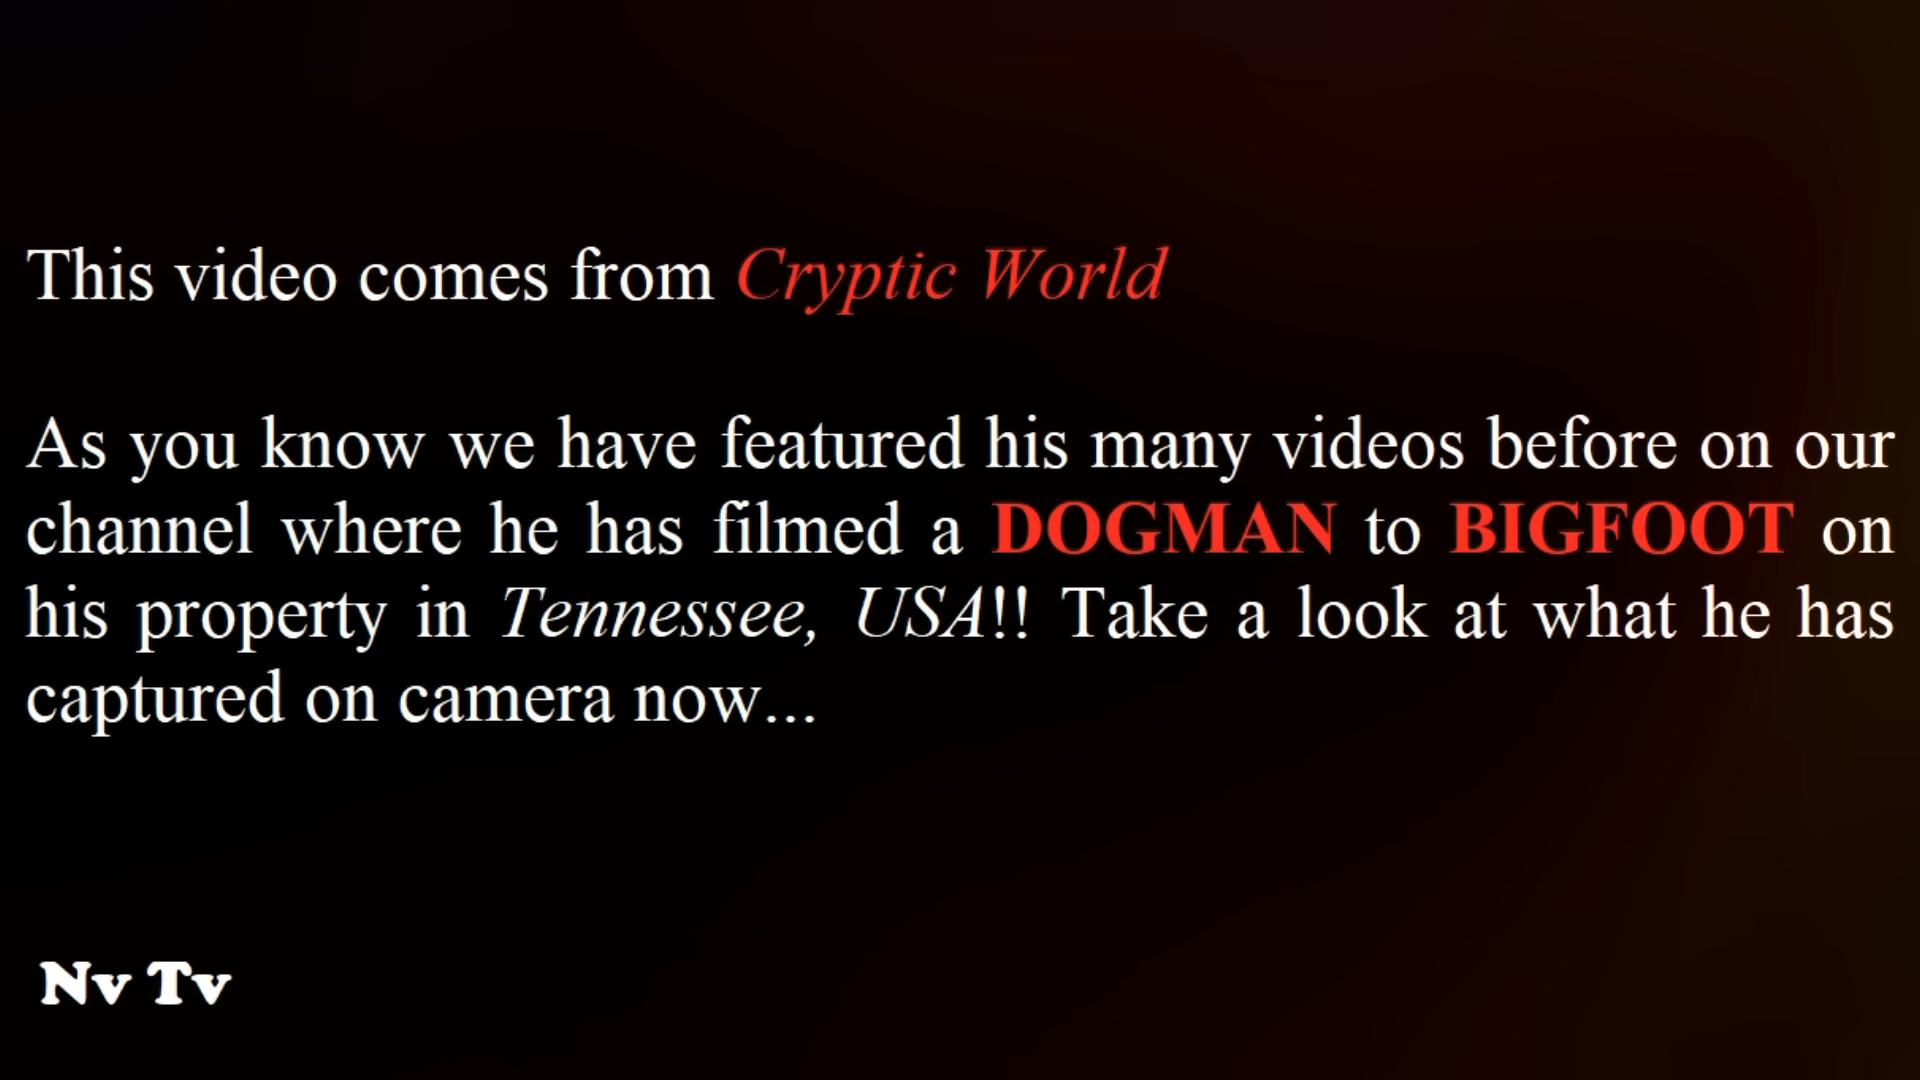 This video comes from Cryptic World
As you know we have featured his many videos before on our
channel where he has filmed a DOGMAN to BIGFOOT on
his property in Tennessee, USA!! Take a look at what he has
captured on camera now...
Nv Tv